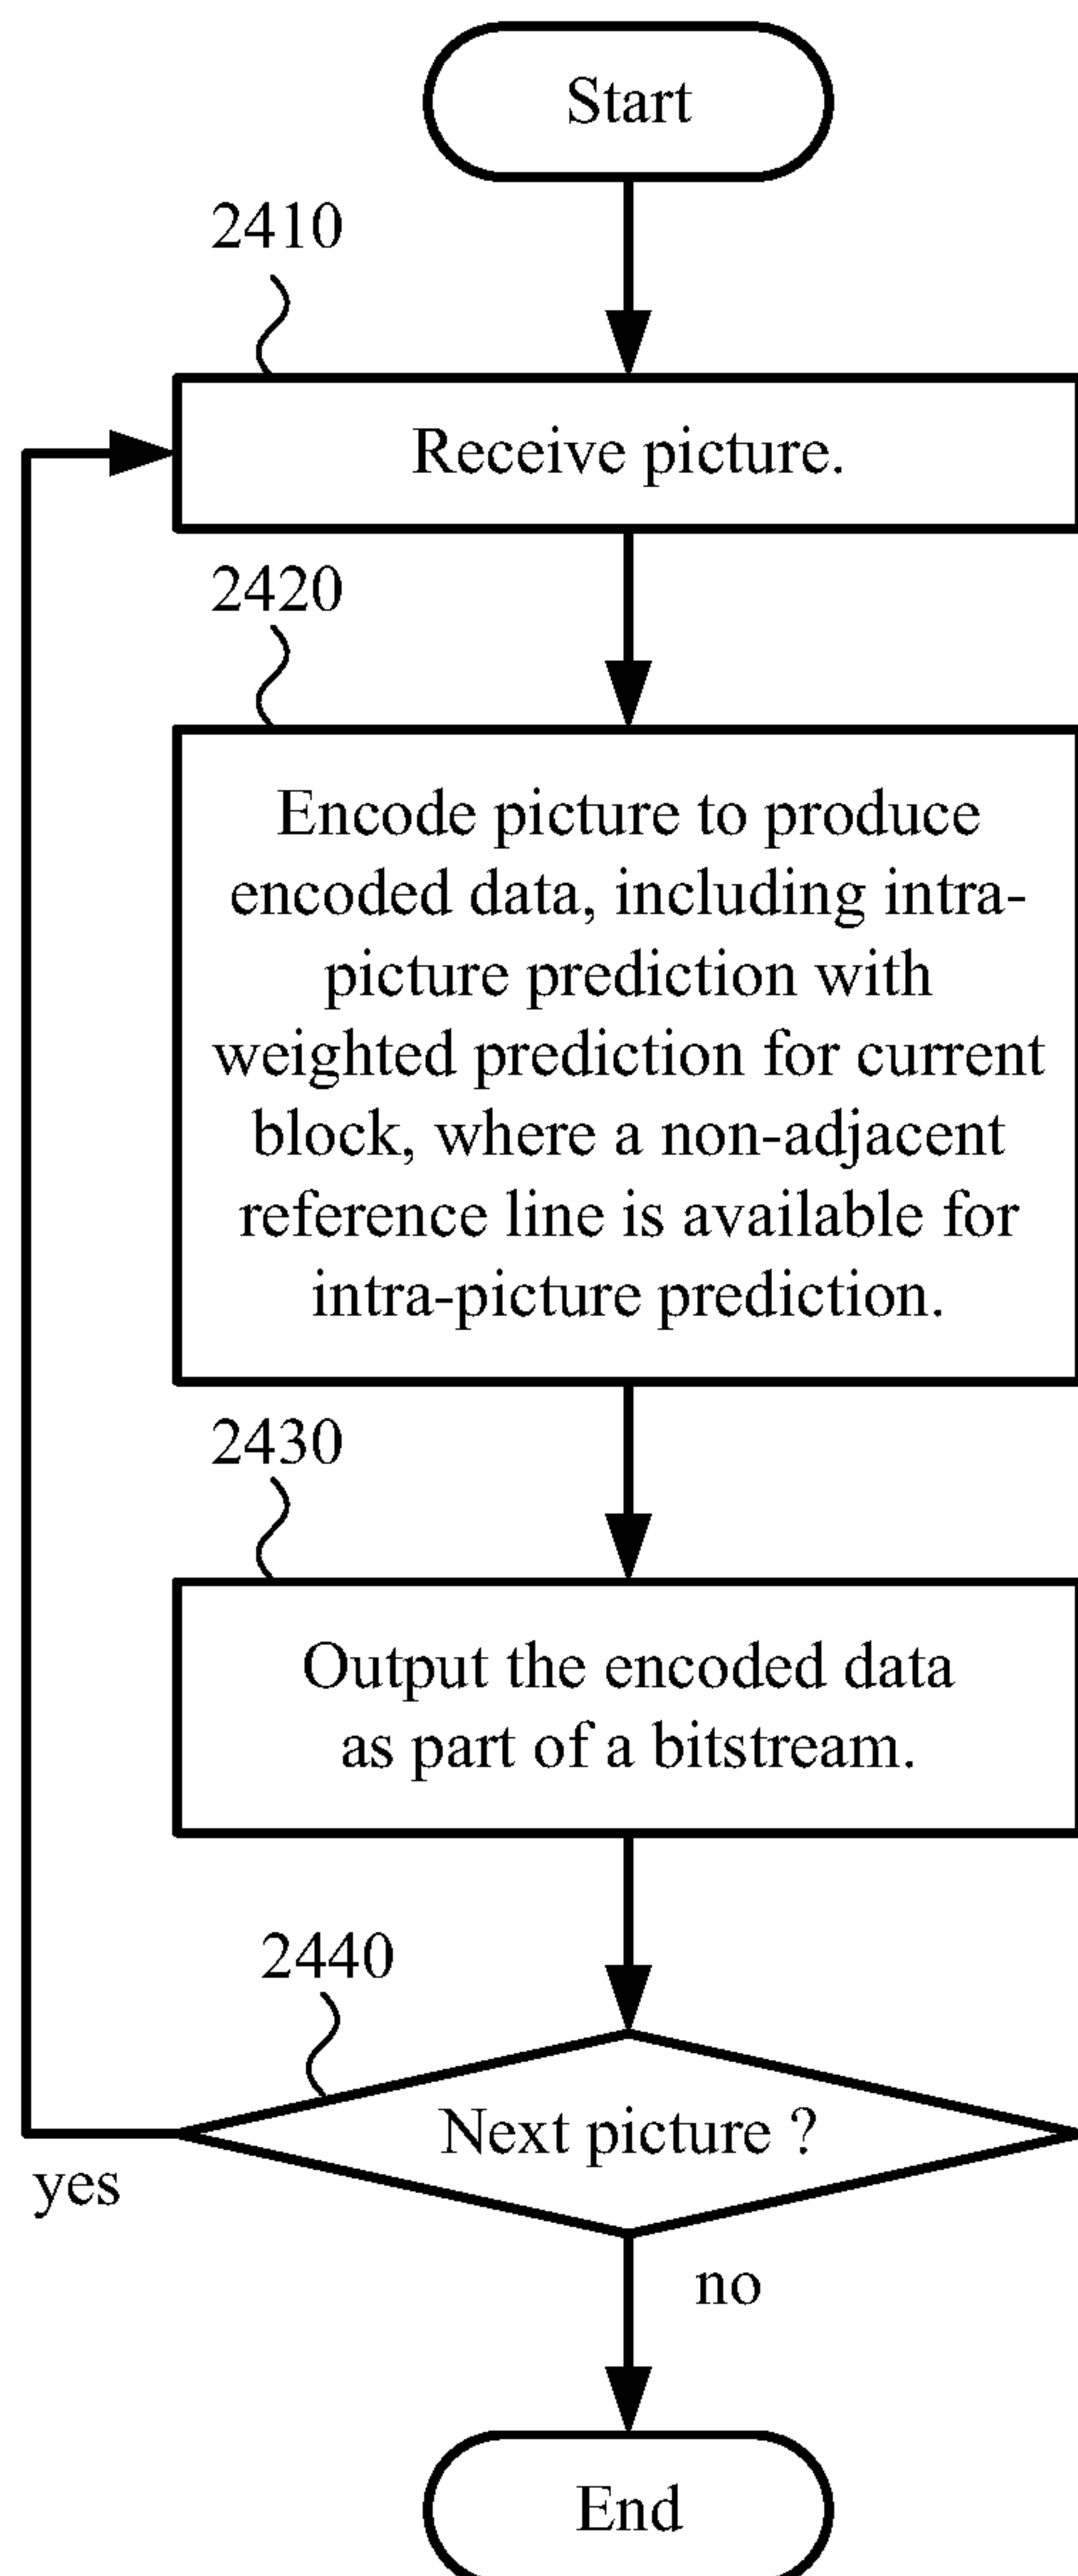 Start
2410
Receive picture.
2420
Encode picture to produce
encoded data, including intra-
picture prediction with
weighted prediction for current
block, where a non-adjacent
reference line is available for
intra-picture prediction.
2430
Output the encoded data
as part of a bitstream.
2440
Next picture ?
yes
no
End